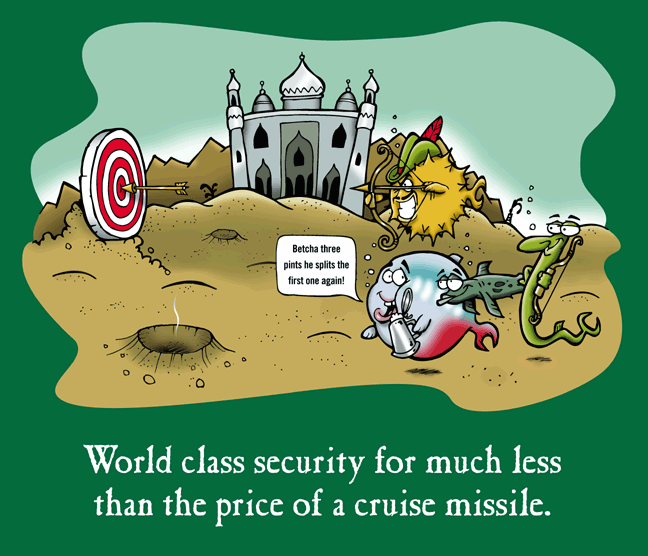 Betcha three
pints he splits the
first one again!
World class security for much less
than the price of a cruise missile.